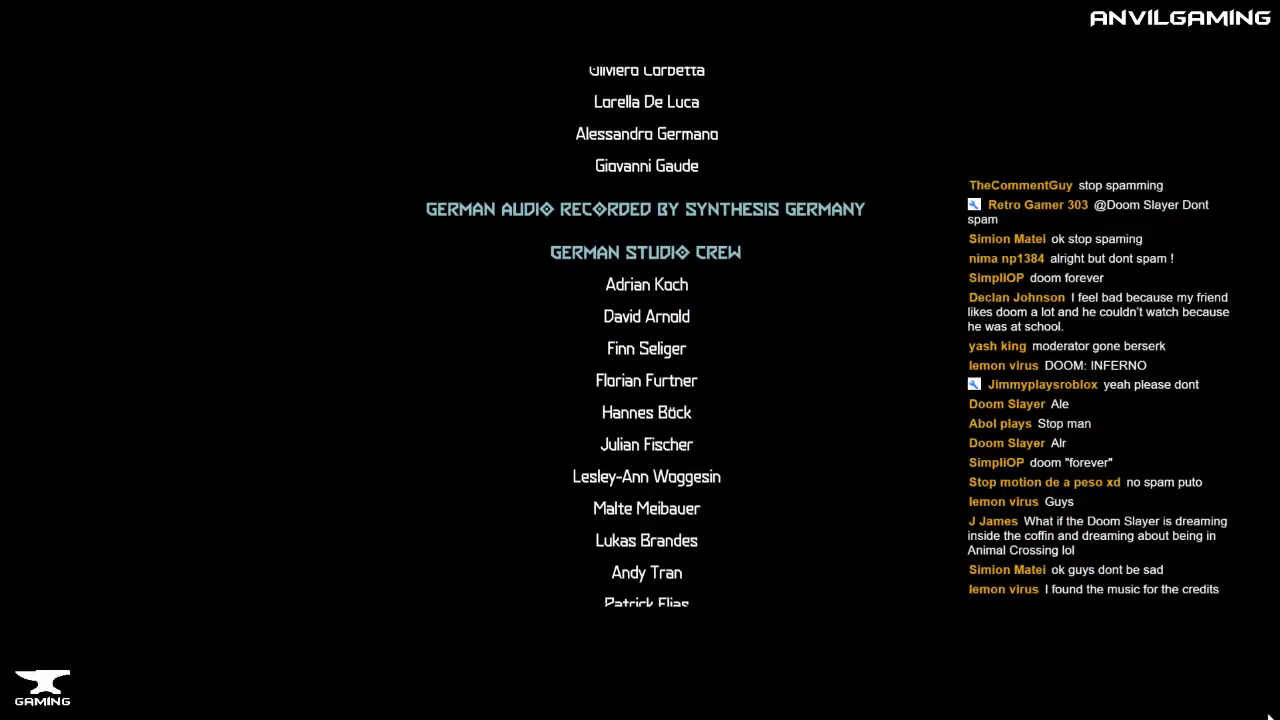 ANVILGAMING
Oliviero Corbetta
Lorella De Luca
Alessandro Germano
Giovanni Gaude
GERMAN AUDIO RECORDED BY SYNTHESIS GERMANY
GERMAN STUDIO CREW
Adrian Koch
David Arnold
Finn Seliger
Florian Furtner
Hannes Böck
Julian Fischer
Lesley-Ann Woggesin
Malte Meibauer
Lukas Brandes
Andy Tran
Patrick Elias
TheCommentGuy stop spamming
Retro Gamer 303 @Doom Slayer Dont
spam
Simion Matei ok stop spaming
nima np1384 alright but dont spam !
SimpliOP doom forever
Declan Johnson I feel bad because my friend
likes doom a lot and he couldn't watch because
he was at school.
yash king moderator gone berserk
lemon virus DOOM: INFERNO
Jimmyplaysroblox yeah please dont
Doom Slayer Ale
Abol plays Stop man
Doom Slayer Alr
SimpliOP doom "forever"
Stop motion de a peso xd no spam puto
lemon virus Guys
J James What if the Doom Slayer is dreaming
inside the coffin and dreaming about being in
Animal Crossing lol
Simion Matei ok guys dont be sad
lemon virus I found the music for the credits
GAMING